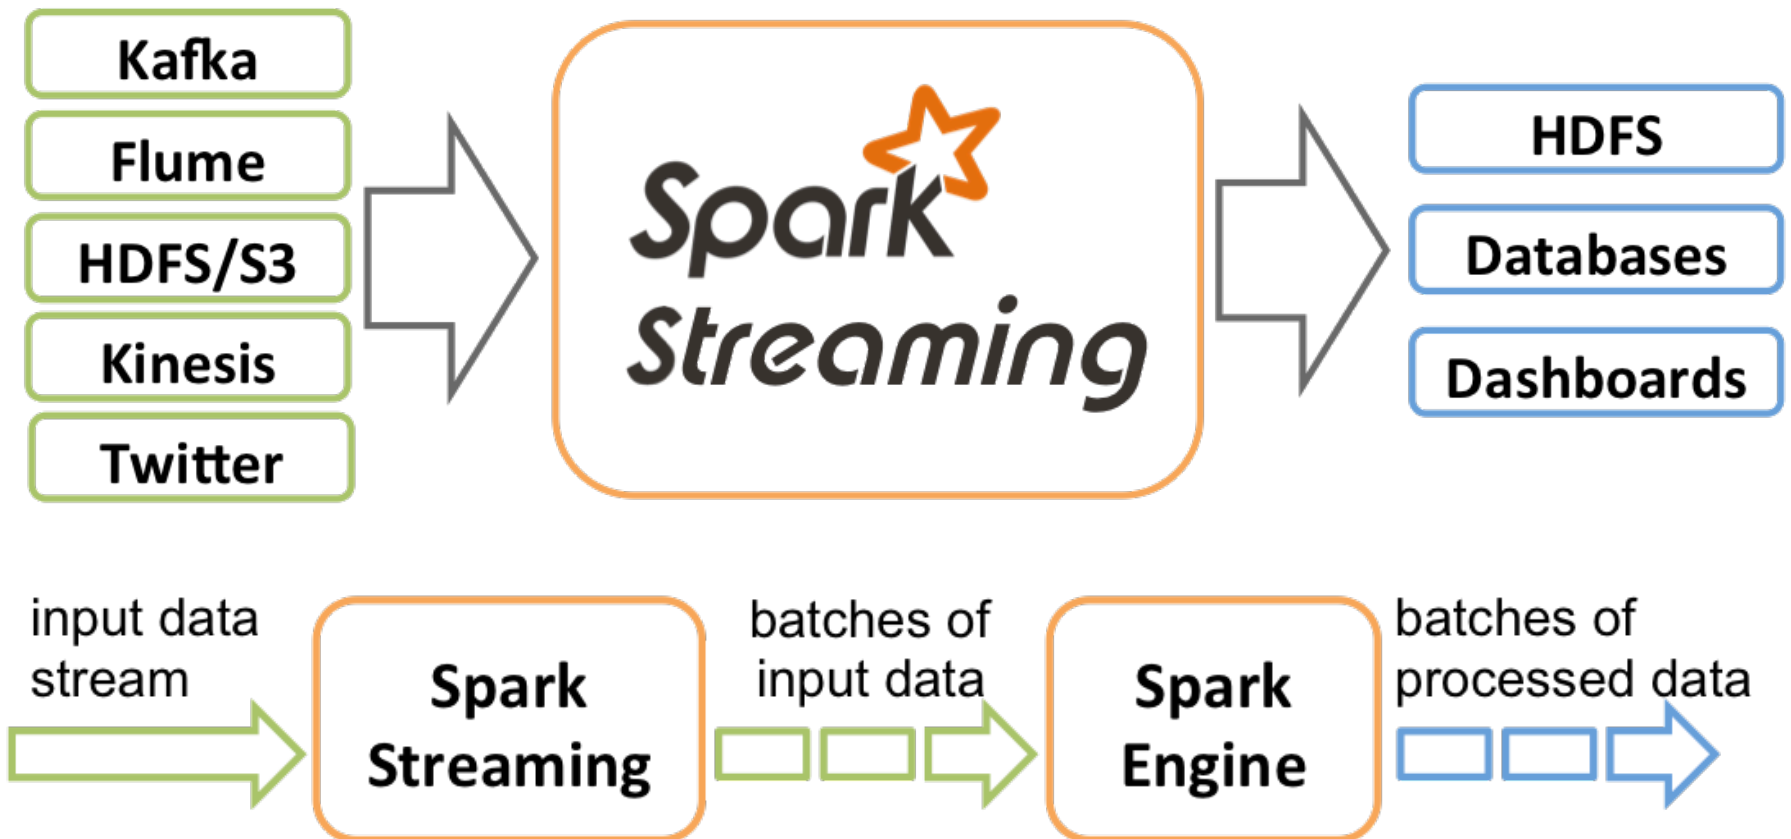 Kafka
Flume
HDFS/S3
Kinesis
Twitter
Spark
Streaming
HDFS
Databases
Dashboards
input data
stream
Spark
Streaming
batches of
input data
Spark
Engine
batches of
processed data